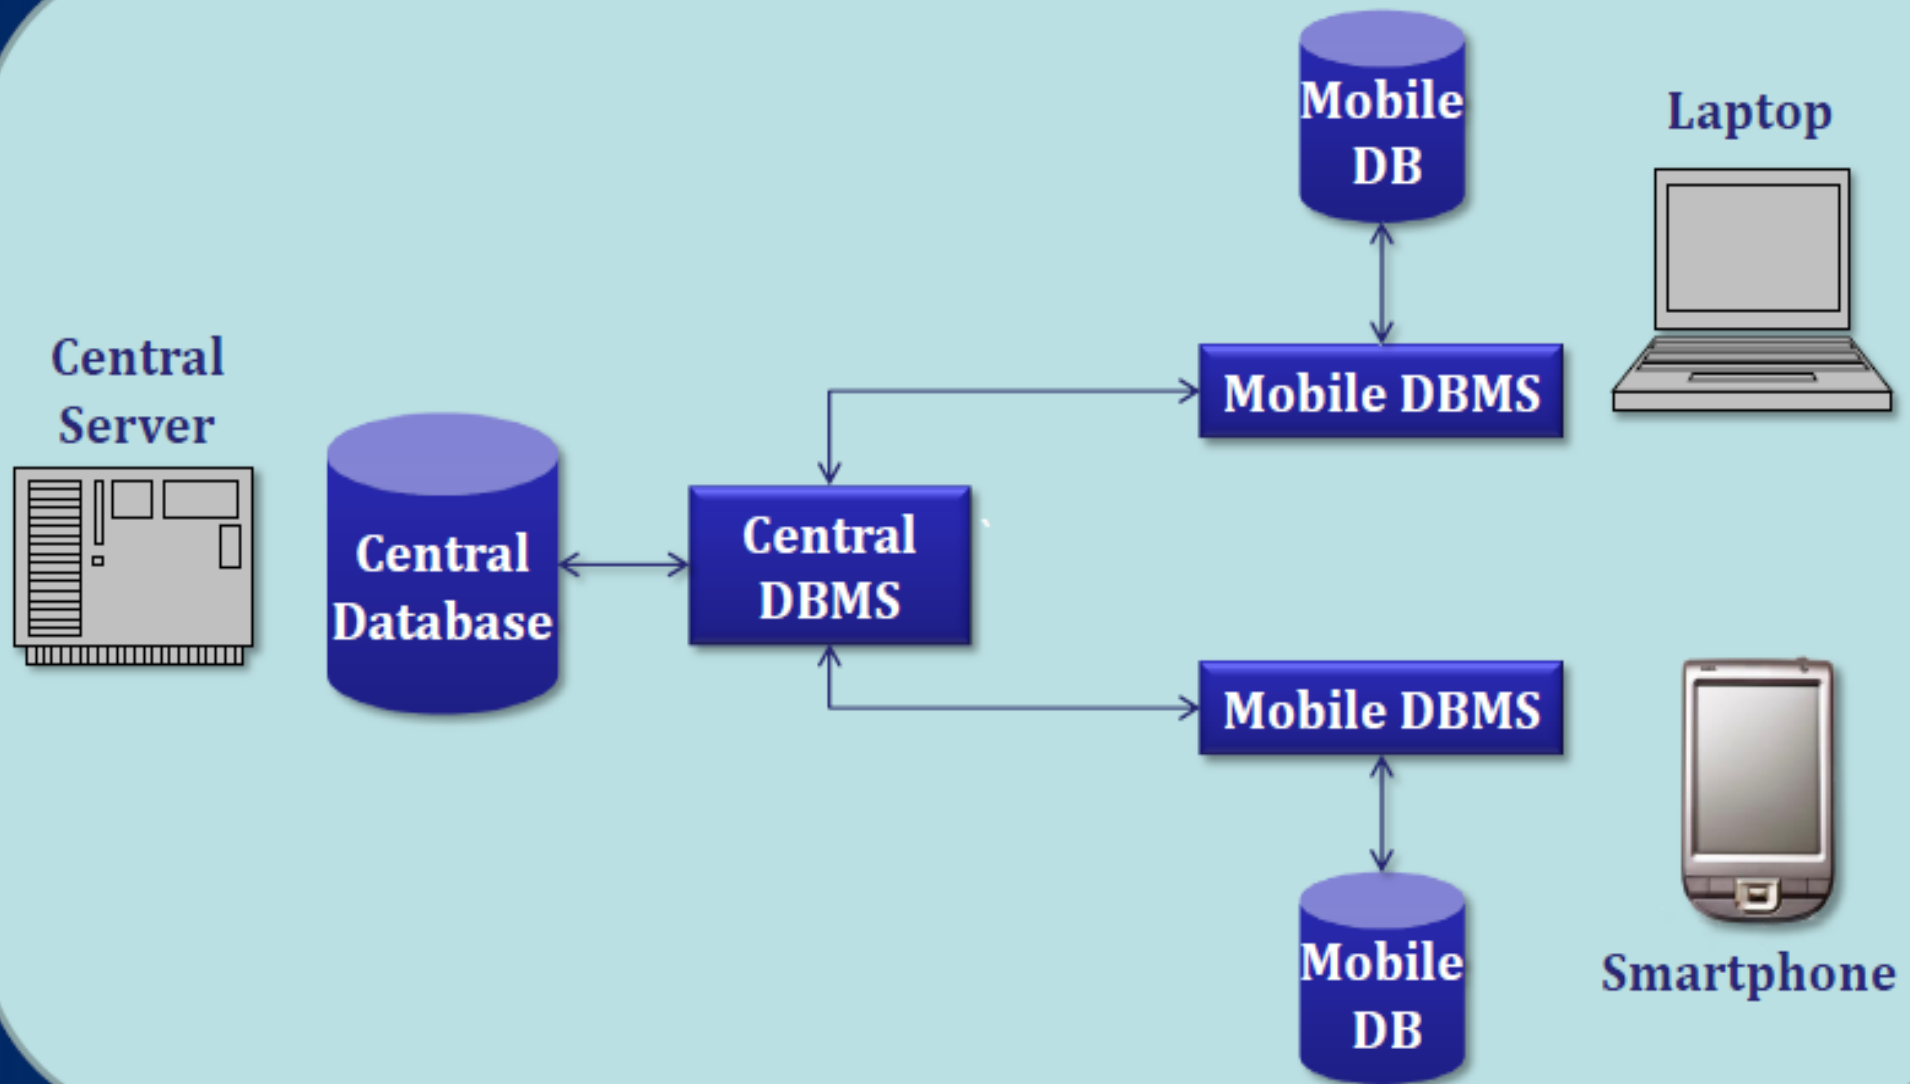 Mobile
DB
Laptop
Central
Server
Mobile DBMS
Central
Database
Central
DBMS
`
Mobile DBMS
Mobile
DB
Smartphone